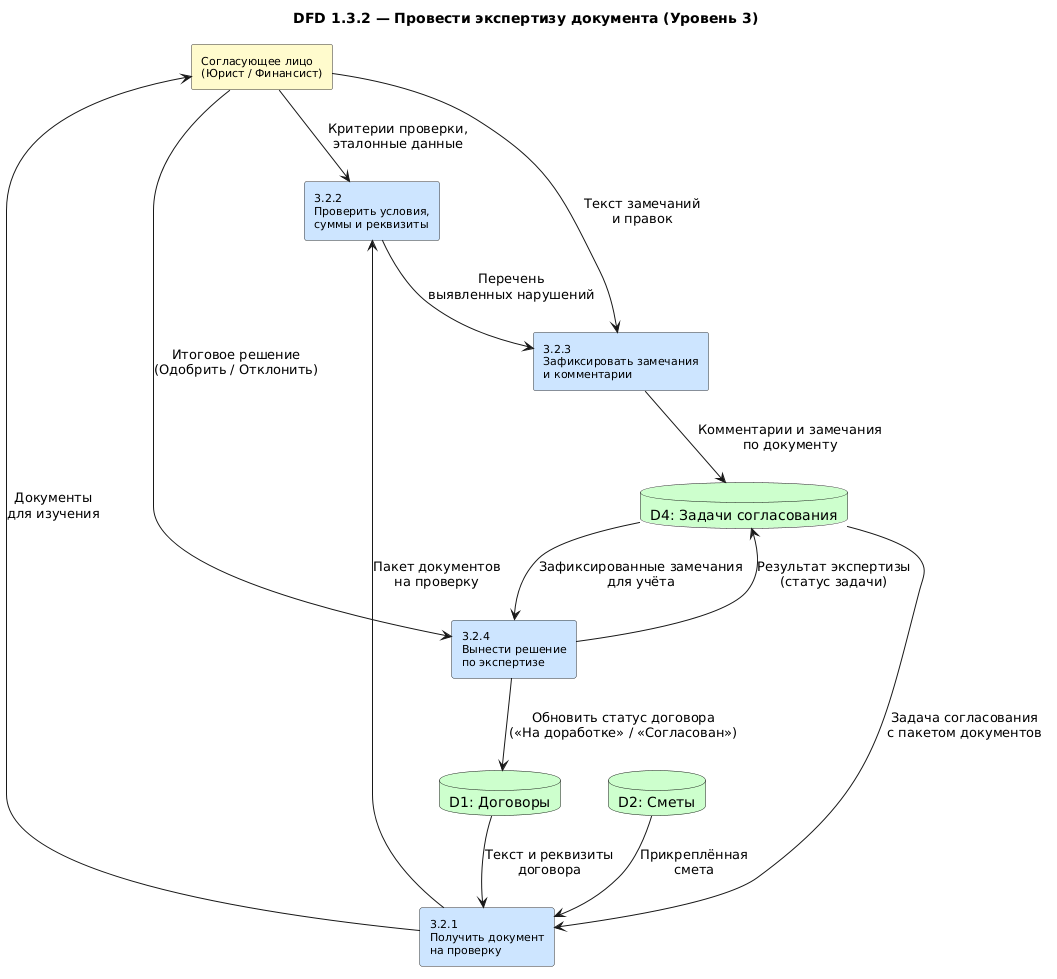 DFD 1.3.2 — Провести экспертизу документа (Уровень 3)
Согласующее лицо
(Юрист / Финансист)
Критерии проверки,
эталонные данные
3.2.2
Проверить условия,
суммы и реквизиты
Текст замечаний
и правок
Перечень
выявленных нарушений
3.2.3
Зафиксировать замечания
и комментарии
Итоговое решение
(Одобрить / Отклонить)
Комментарии и замечания
по документу
Документы
для изучения
D4: Задачи согласования
Пакет документов
на проверку
Зафиксированные замечания
для учёта
Результат экспертизы
(статус задачи)
3.2.4
Вынести решение
по экспертизе
Обновить статус договора
(«На доработке» / «Согласован»)
Задача согласования
с пакетом документов
D1: Договоры
D2: Сметы
Текст и реквизиты
договора
Прикреплённая
смета
3.2.1
Получить документ
на проверку